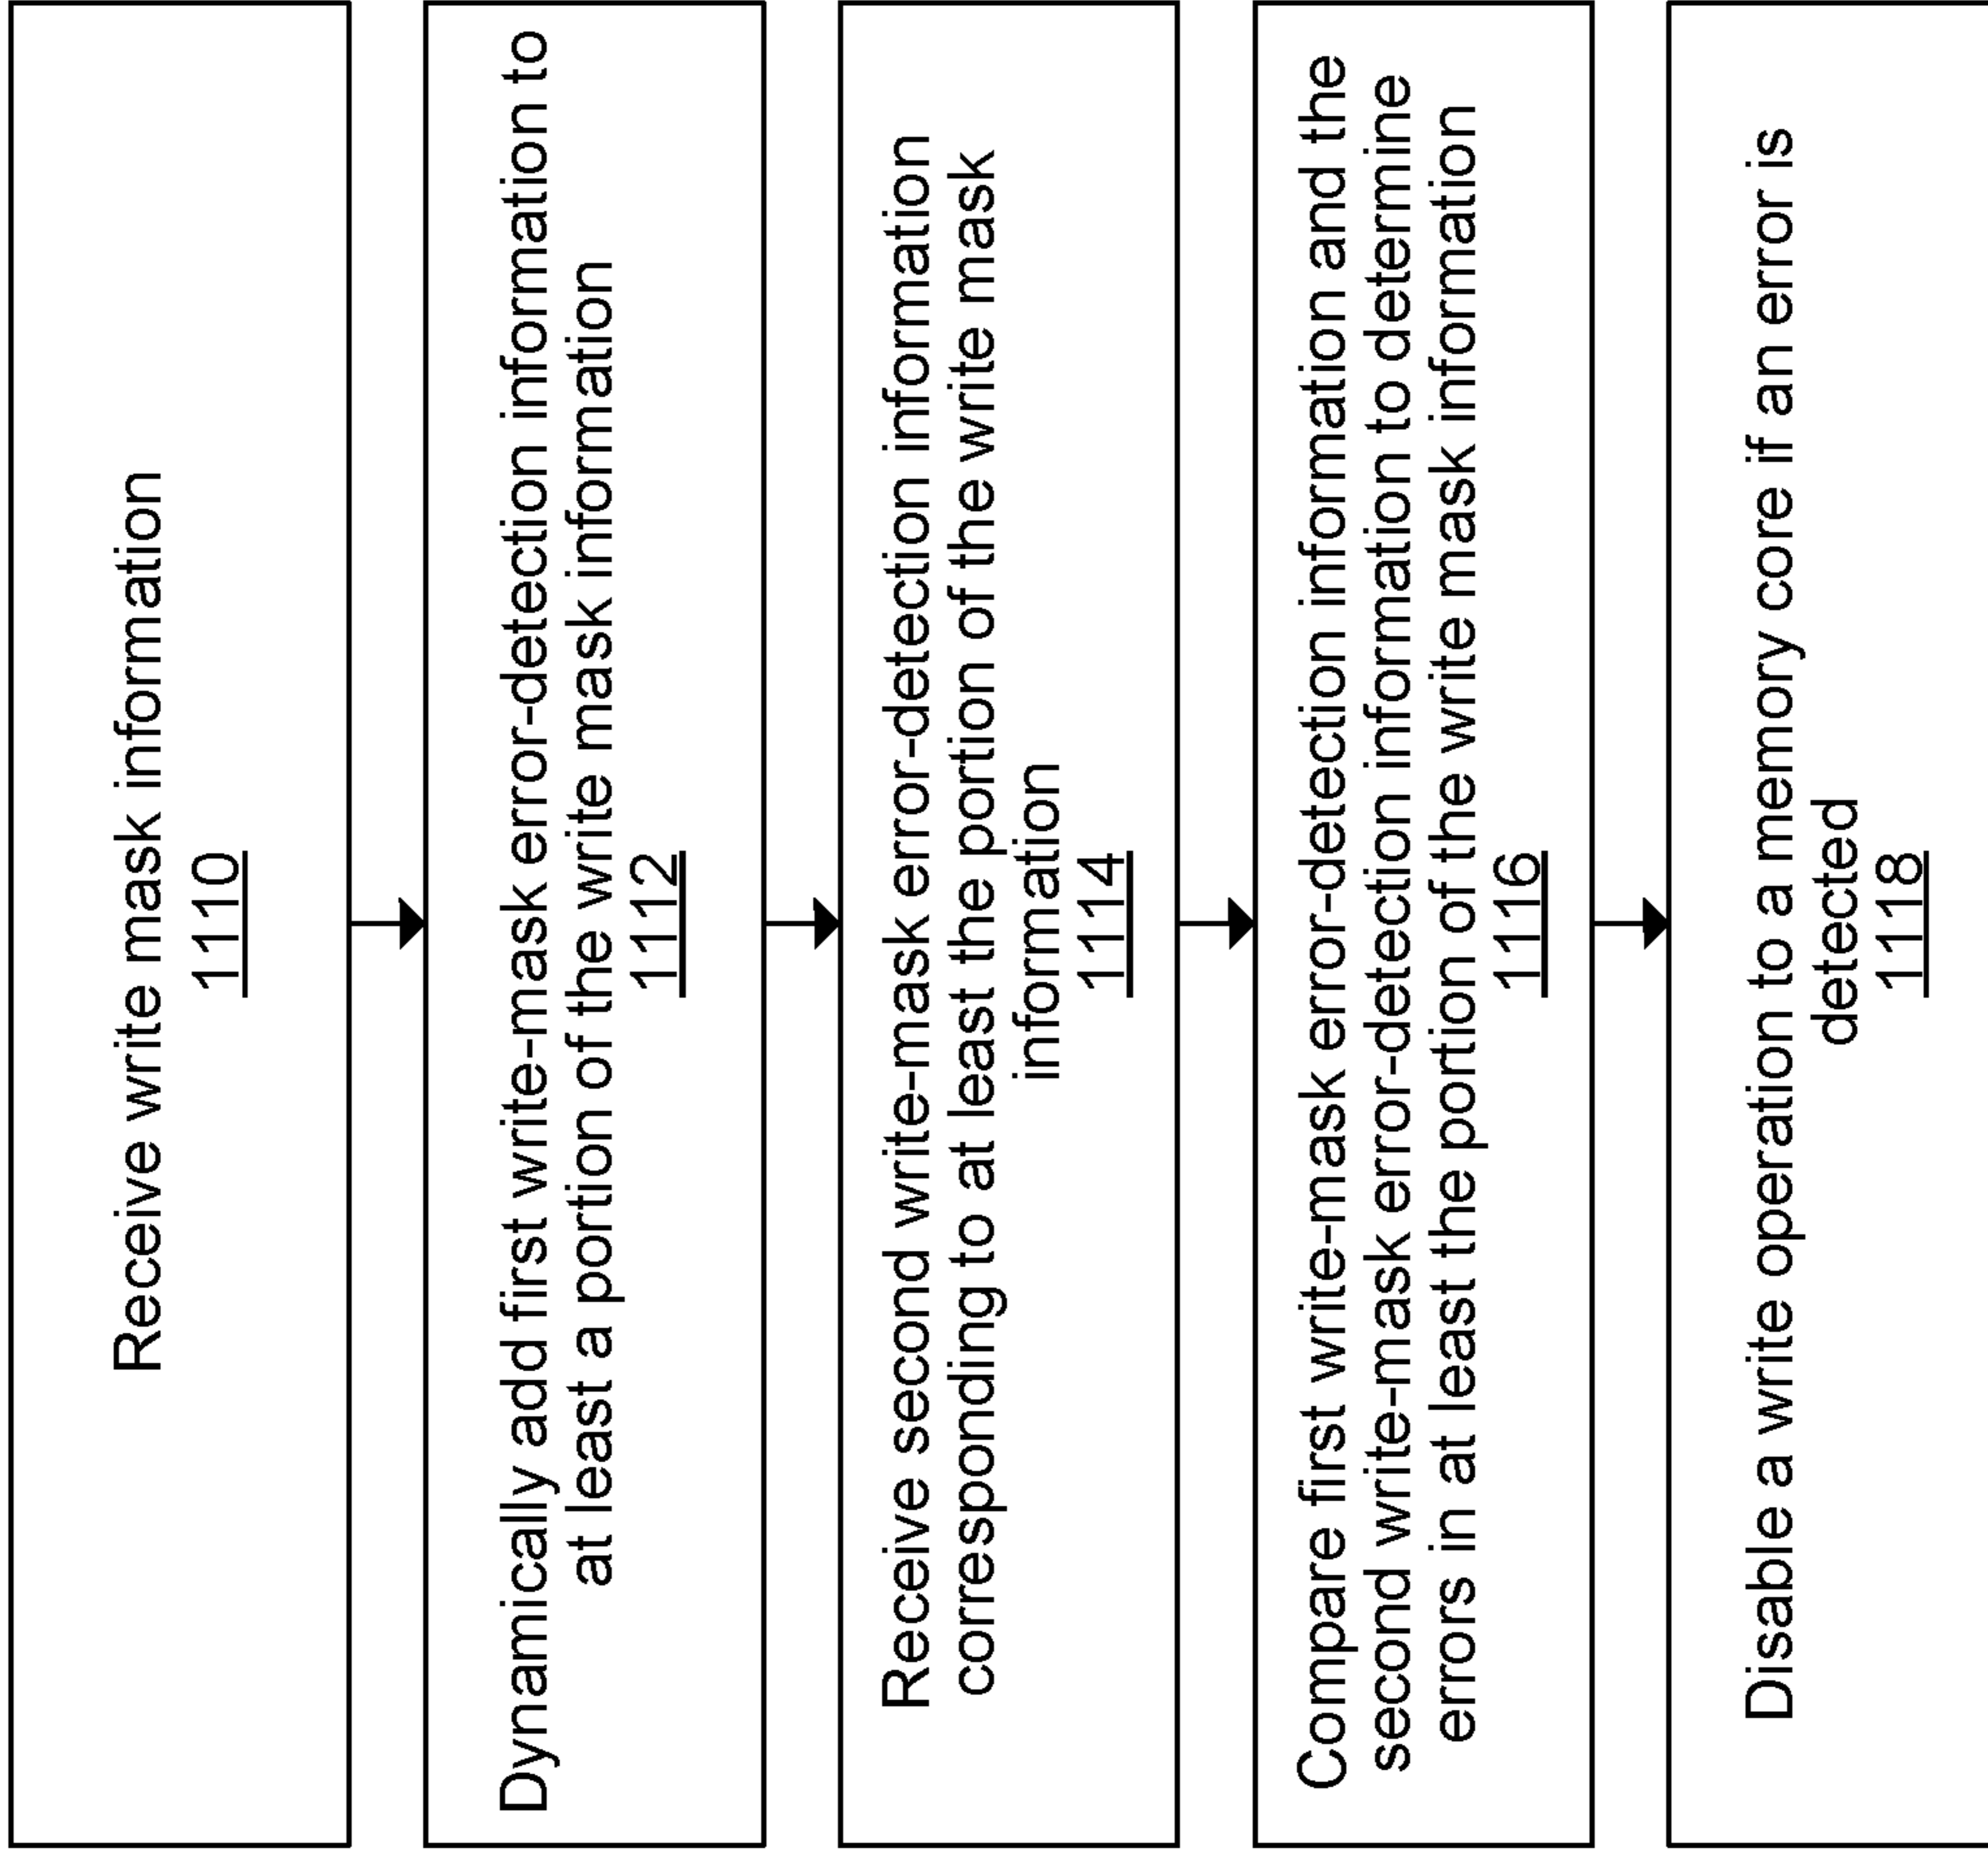 Receive write mask information
1110
Dynamically add first write-mask error-detection information to
at least a portion of the write mask information
1112
Receive second write-mask error-detection information
corresponding to at least the portion of the write mask
information
1114
Compare first write-mask error-detection information and the
second write-mask error-detection information to determine
errors in at least the portion of the write mask information
1116
Disable a write operation to a memory core if an error is
detected
1118